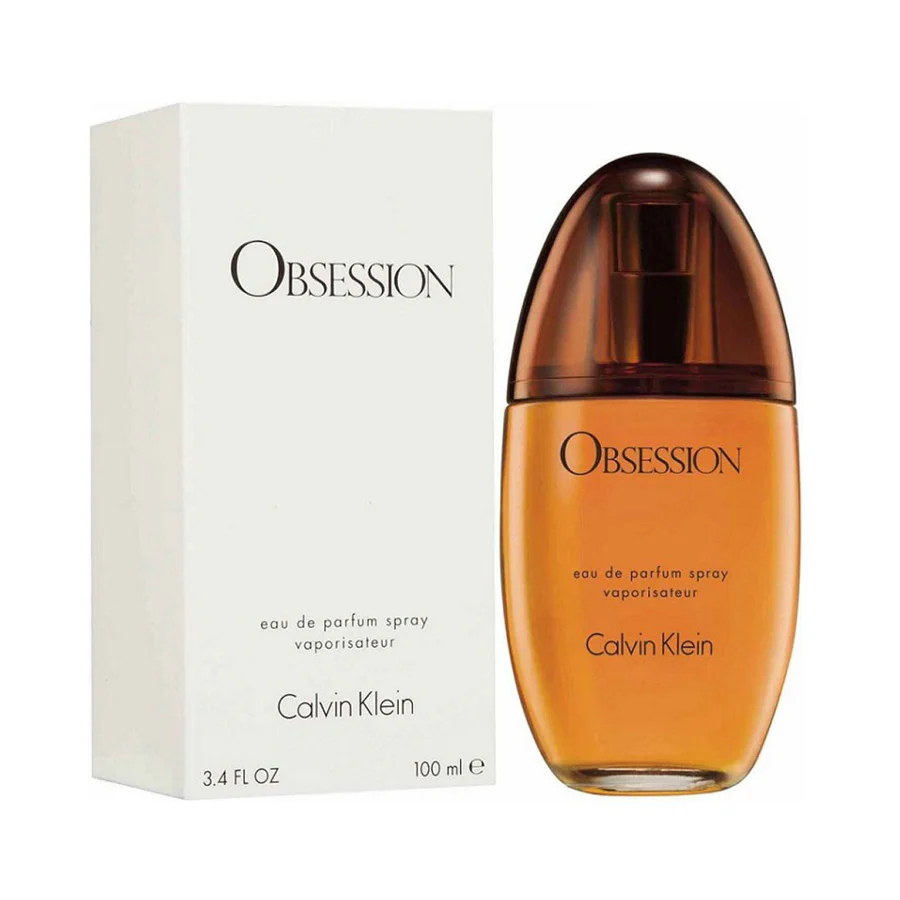 OBSESSION
eau de parfum spray
vaporisateur
Calvin Klein
3.4 FL OZ 100 ml ℮
OBSESSION
eau de parfum spray
vaporisateur
Calvin Klein